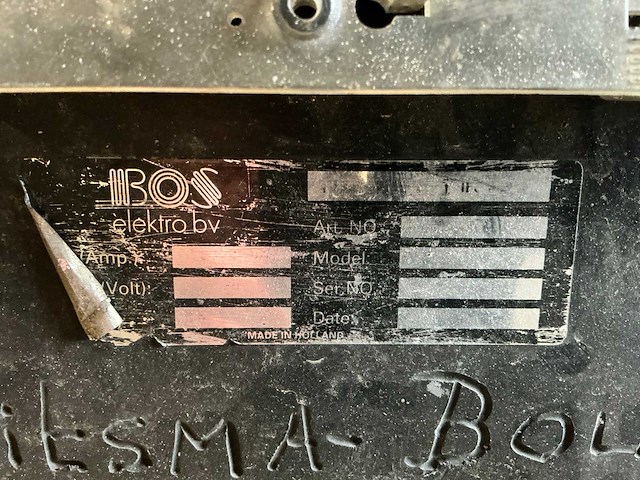 BOS
elektro bv
Art. NO
(Amp.): Model:
(Volt): Ser. NO.
Date:
MADE IN HOLLAND
itsMA-BOU